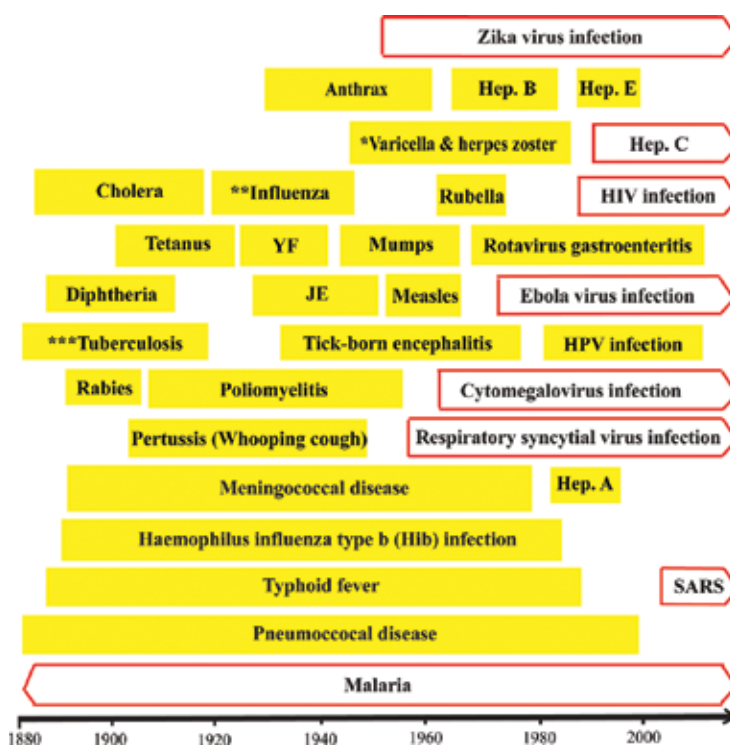 Zika virus infection
Anthrax Hep. B Hep. E
*Varicella & herpes zoster Hep. C
Cholera **Influenza Rubella HIV infection
Tetanus YF Mumps Rotavirus gastroenteritis
Diphtheria JE Measles Ebola virus infection
***Tuberculosis Tick-born encephalitis HPV infection
Rabies Poliomyelitis Cytomegalovirus infection
Pertussis (Whooping cough) Respiratory syncytial virus infection
Meningococcal disease Hep. A
Haemophilus influenza type b (Hib) infection
Typhoid fever SARS
Pneumoccocal disease
Malaria
1880 1900 1920 1940 1960 1980 2000